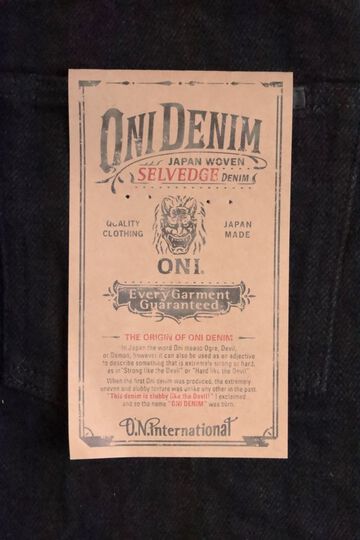 ONI DENIM
JAPAN WOVEN
SELVEDGE DENIM
QUALITY
CLOTHING
JAPAN
MADE
ONI.
Every Garment
Guaranteed
THE ORIGIN OF ONI DENIM
In Japan the word Oni means Ogre, Devil,
or Demon, however it can also be used as an adjective
to describe something that is extremely strong or hard,
as in "Strong like the Devil" or "Hard like the Devil"
When the first Oni denim was produced, the extremely
uneven and slubby texture was unlike any other in the past.
"This denim is slubby like the Devil!" I exclaimed
and so the name "ONI DENIM" was born.
O.N.International